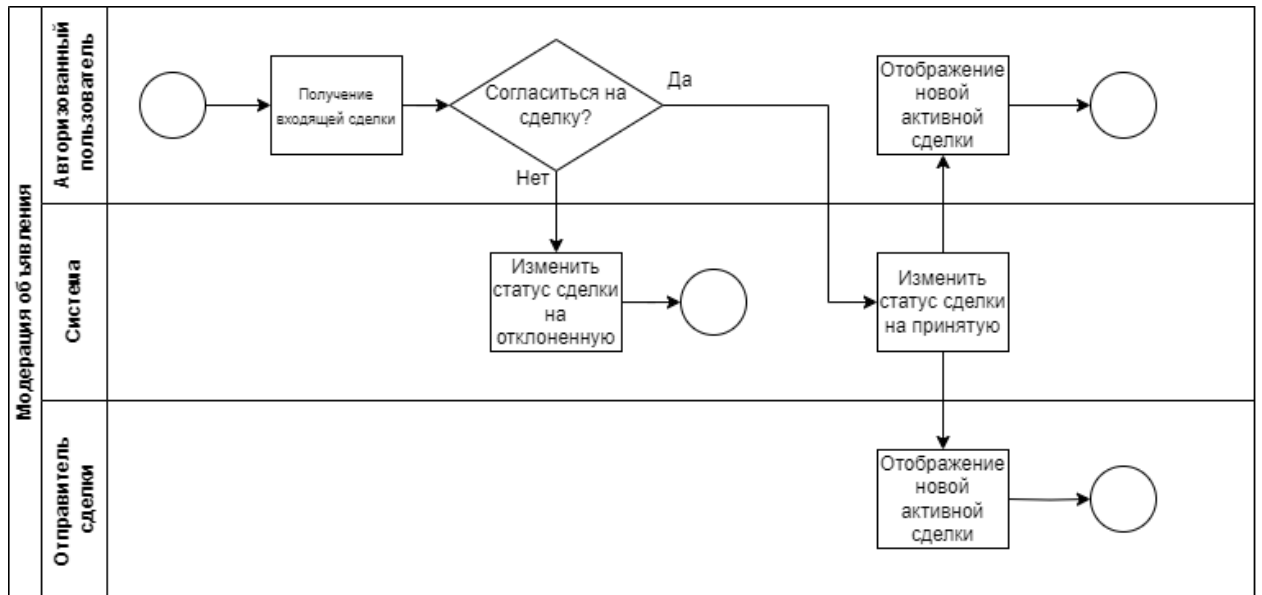 Модерация объявления
Авторизованный
пользователь
Получение
входящей сделки
Согласиться на
сделку?
Да
Нет
Отображение
новой
активной
сделки
Система
Изменить
статус сделки
на
отклоненную
Изменить
статус сделки
на принятую
Отправитель
сделки
Отображение
новой
активной
сделки